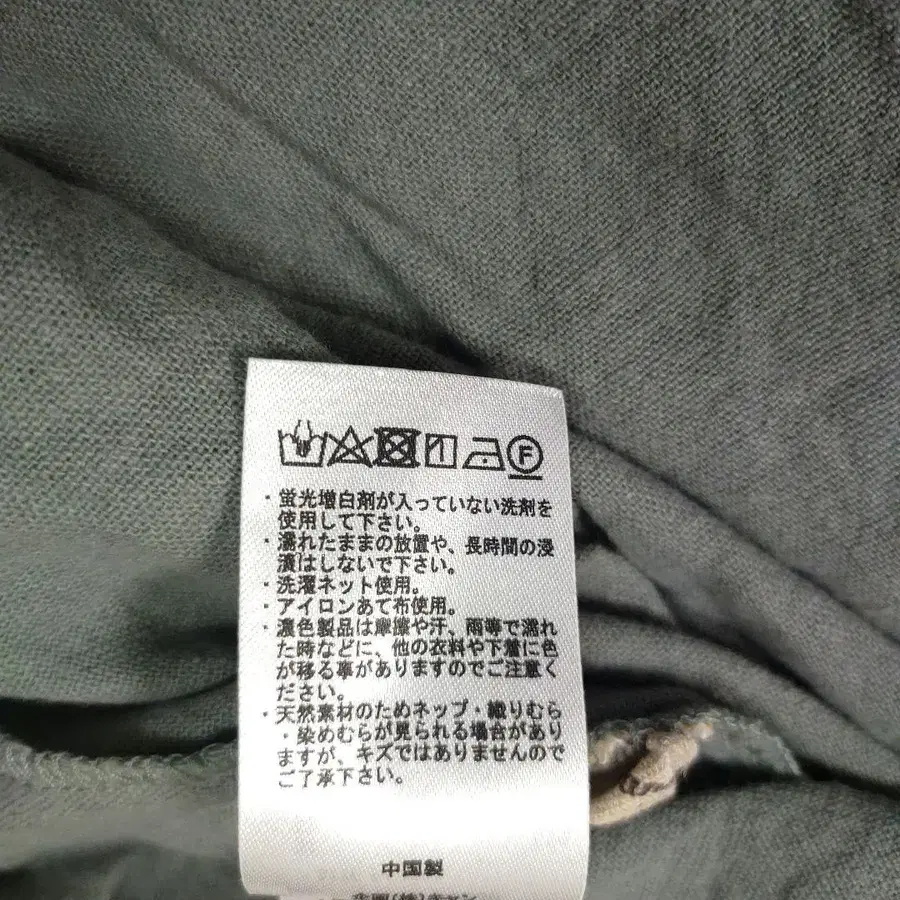 F
・蛍光増白剤が入っていない洗剤を
使用して下さい。
・濡れたままの放置や、長時間の浸
漬はしないで下さい。
・洗濯ネット使用。
・アイロンあて布使用。
・濃色製品は摩擦や汗、雨等で濡れ
た時などに、他の衣料や下着に色
が移る事がありますのでご注意く
ださい。
・天然素材のためネップ・織りむら
・染めむらが見られる場合があり
ますが、キズではありませんので
ご了承下さい。
中国製